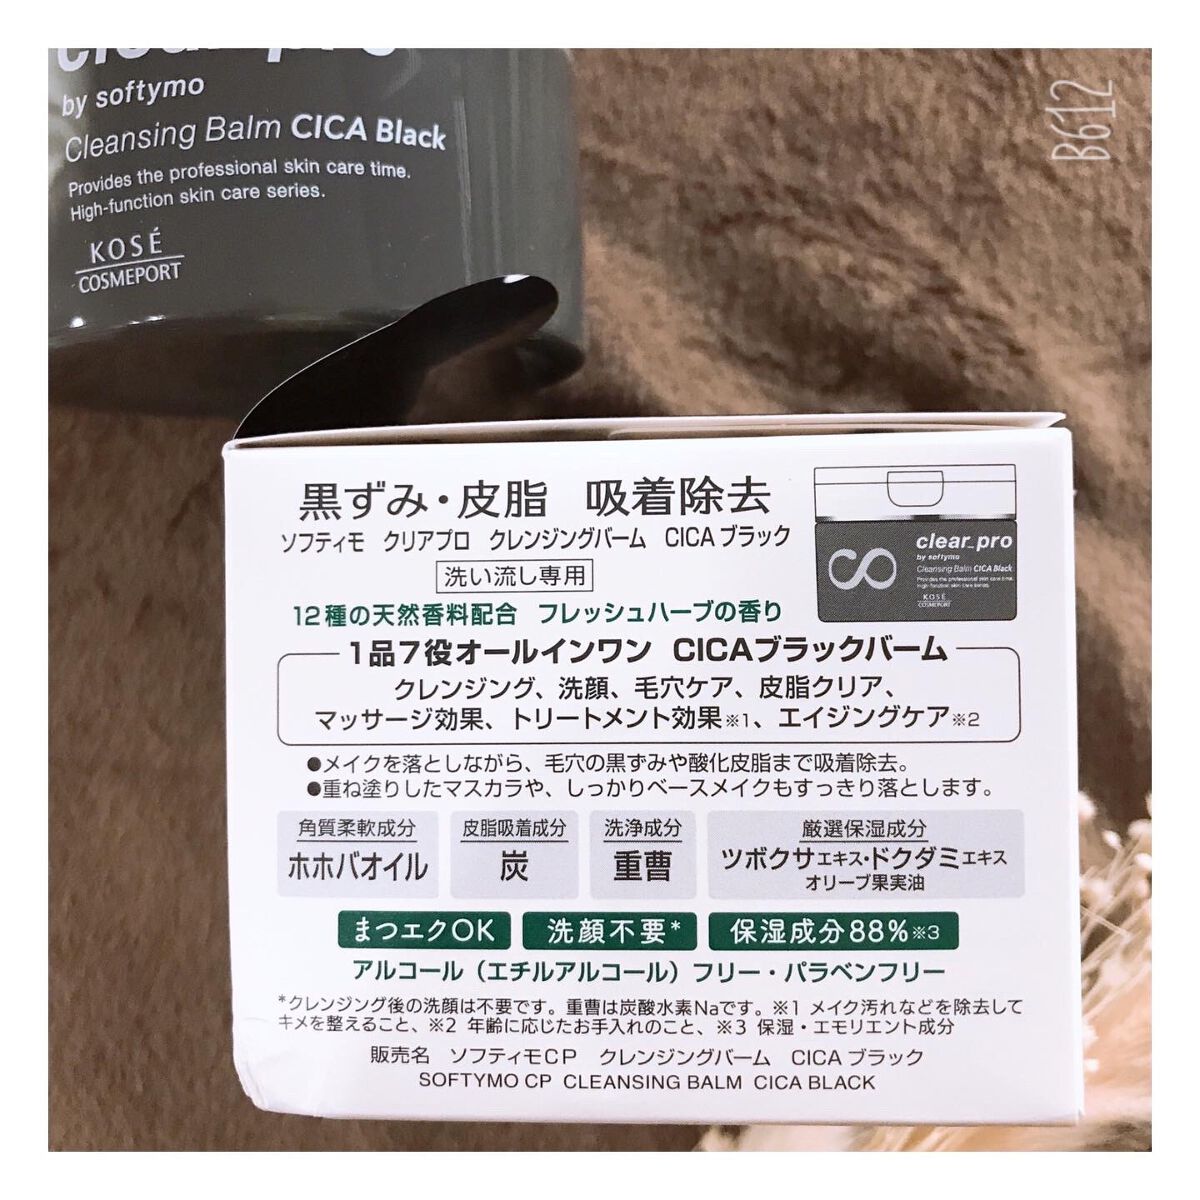 clear_pro
by softymo
Cleansing Balm CICA Black
Provides the professional skin care time.
High-function skin care series.
KOSÉ
COSMEPORT
B612
黒ずみ・皮脂 吸着除去
ソフティモ クリアプロ クレンジングバーム CICA ブラック
洗い流し専用
12種の天然香料配合 フレッシュハーブの香り
clear_pro
by softymo
Cleansing Balm CICA Black
Provides the professional skin care time.
High-function skin care series.
KOSÉ
COSMEPORT
1品7役オールインワン CICAブラックバーム
クレンジング、洗顔、毛穴ケア、皮脂クリア、
マッサージ効果、トリートメント効果※1、エイジングケア※2
●メイクを落としながら、毛穴の黒ずみや酸化皮脂まで吸着除去。
●重ね塗りしたマスカラや、しっかりベースメイクもすっきり落とします。
角質柔軟成分
ホホバオイル
皮脂吸着成分
炭
洗浄成分
重曹
厳選保湿成分
ツボクサエキス・ドクダミエキス
オリーブ果実油
まつエクOK 洗顔不要* 保湿成分88%※3
アルコール（エチルアルコール）フリー・パラベンフリー
*クレンジング後の洗顔は不要です。重曹は炭酸水素Naです。※1 メイク汚れなどを除去して
キメを整えること、※2 年齢に応じたお手入れのこと、※3 保湿・エモリエント成分
販売名 ソフティモCP クレンジングバーム CICA ブラック
SOFTYMO CP CLEANSING BALM CICA BLACK